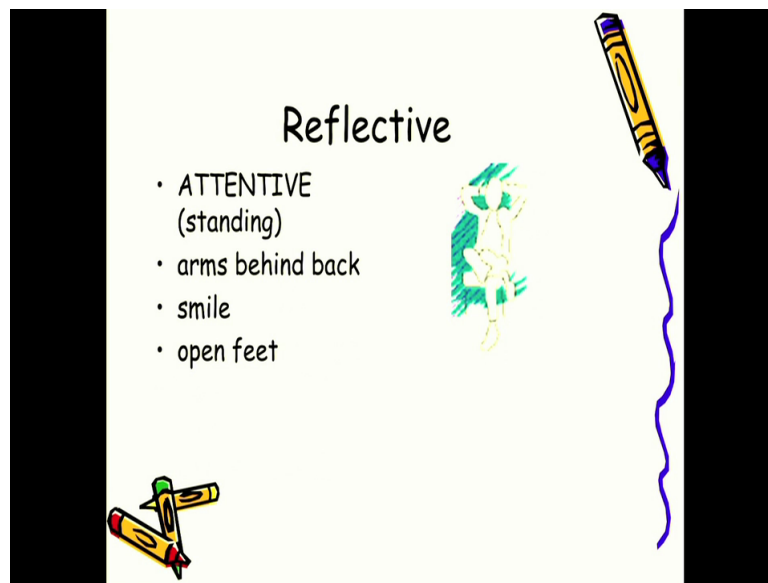 Reflective
• ATTENTIVE
(standing)
• arms behind back
• smile
• open feet